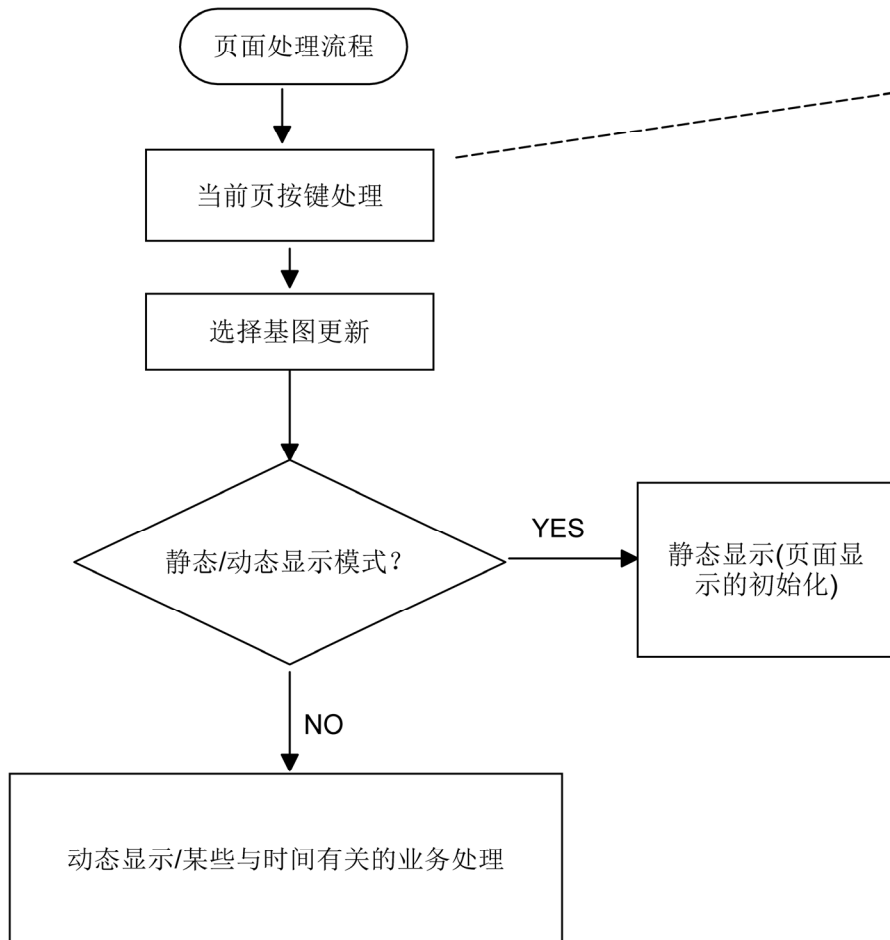 页面处理流程
当前页按键处理
选择基图更新
静态/动态显示模式？
YES
静态显示(页面显
示的初始化)
NO
动态显示/某些与时间有关的业务处理